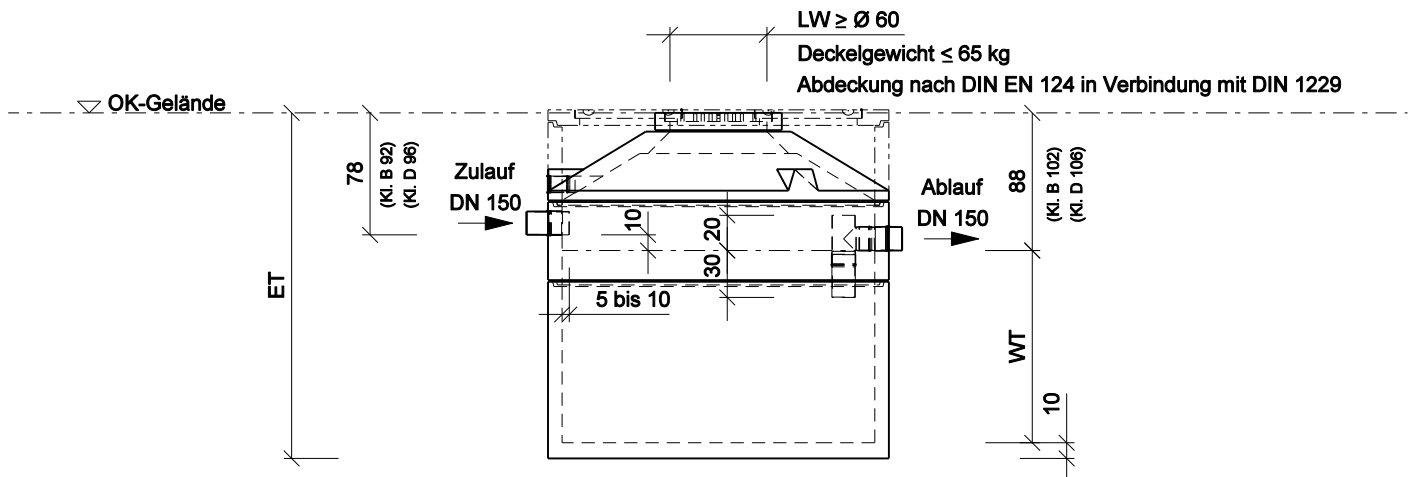 LW ≥ Ø 60
Deckelgewicht ≤ 65 kg
Abdeckung nach DIN EN 124 in Verbindung mit DIN 1229
OK-Gelände
78
(Kl. B 92)
(Kl. D 96)
Zulauf
DN 150
10
20
30
5 bis 10
Ablauf
DN 150
88
(Kl. B 102)
(Kl. D 106)
ET
WT
10